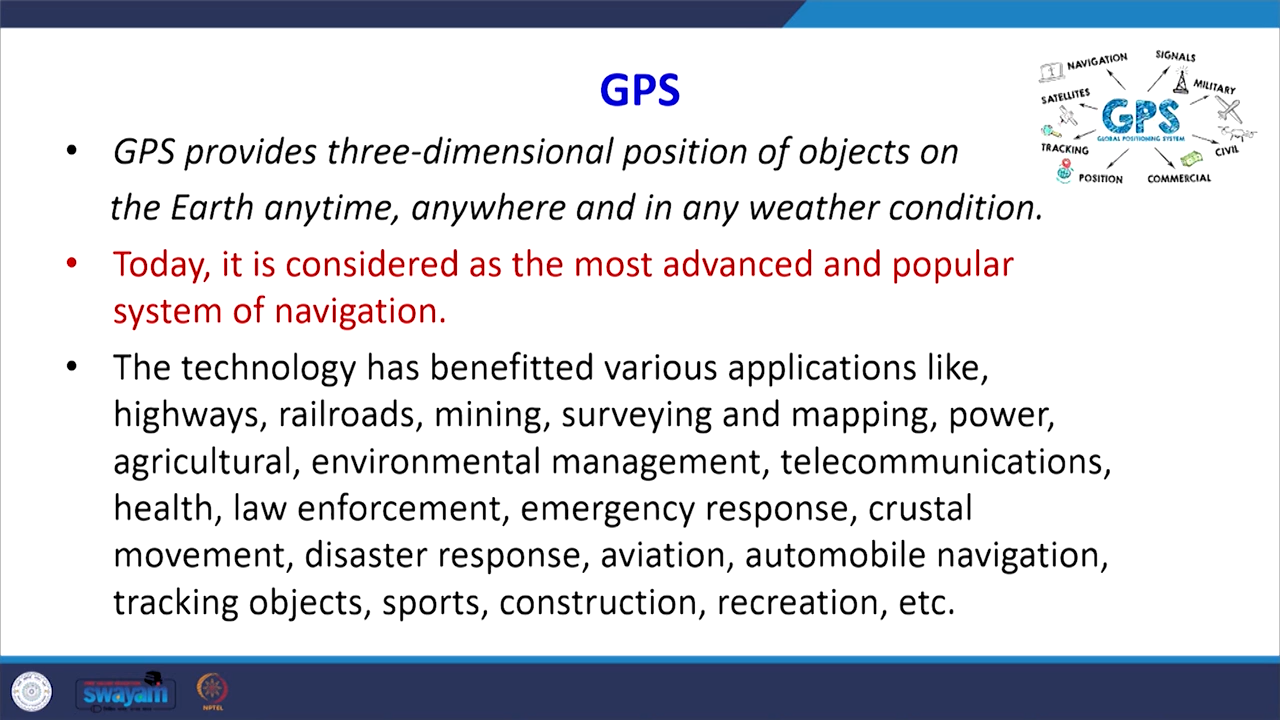 GPS
• GPS provides three-dimensional position of objects on
the Earth anytime, anywhere and in any weather condition.
• Today, it is considered as the most advanced and popular
system of navigation.
• The technology has benefitted various applications like,
highways, railroads, mining, surveying and mapping, power,
agricultural, environmental management, telecommunications,
health, law enforcement, emergency response, crustal
movement, disaster response, aviation, automobile navigation,
tracking objects, sports, construction, recreation, etc.
NAVIGATION
SIGNALS
SATELLITES
MILITARY
GPS
GLOBAL POSITIONING SYSTEM
TRACKING
CIVIL
POSITION
COMMERCIAL
swayam
NPTEL